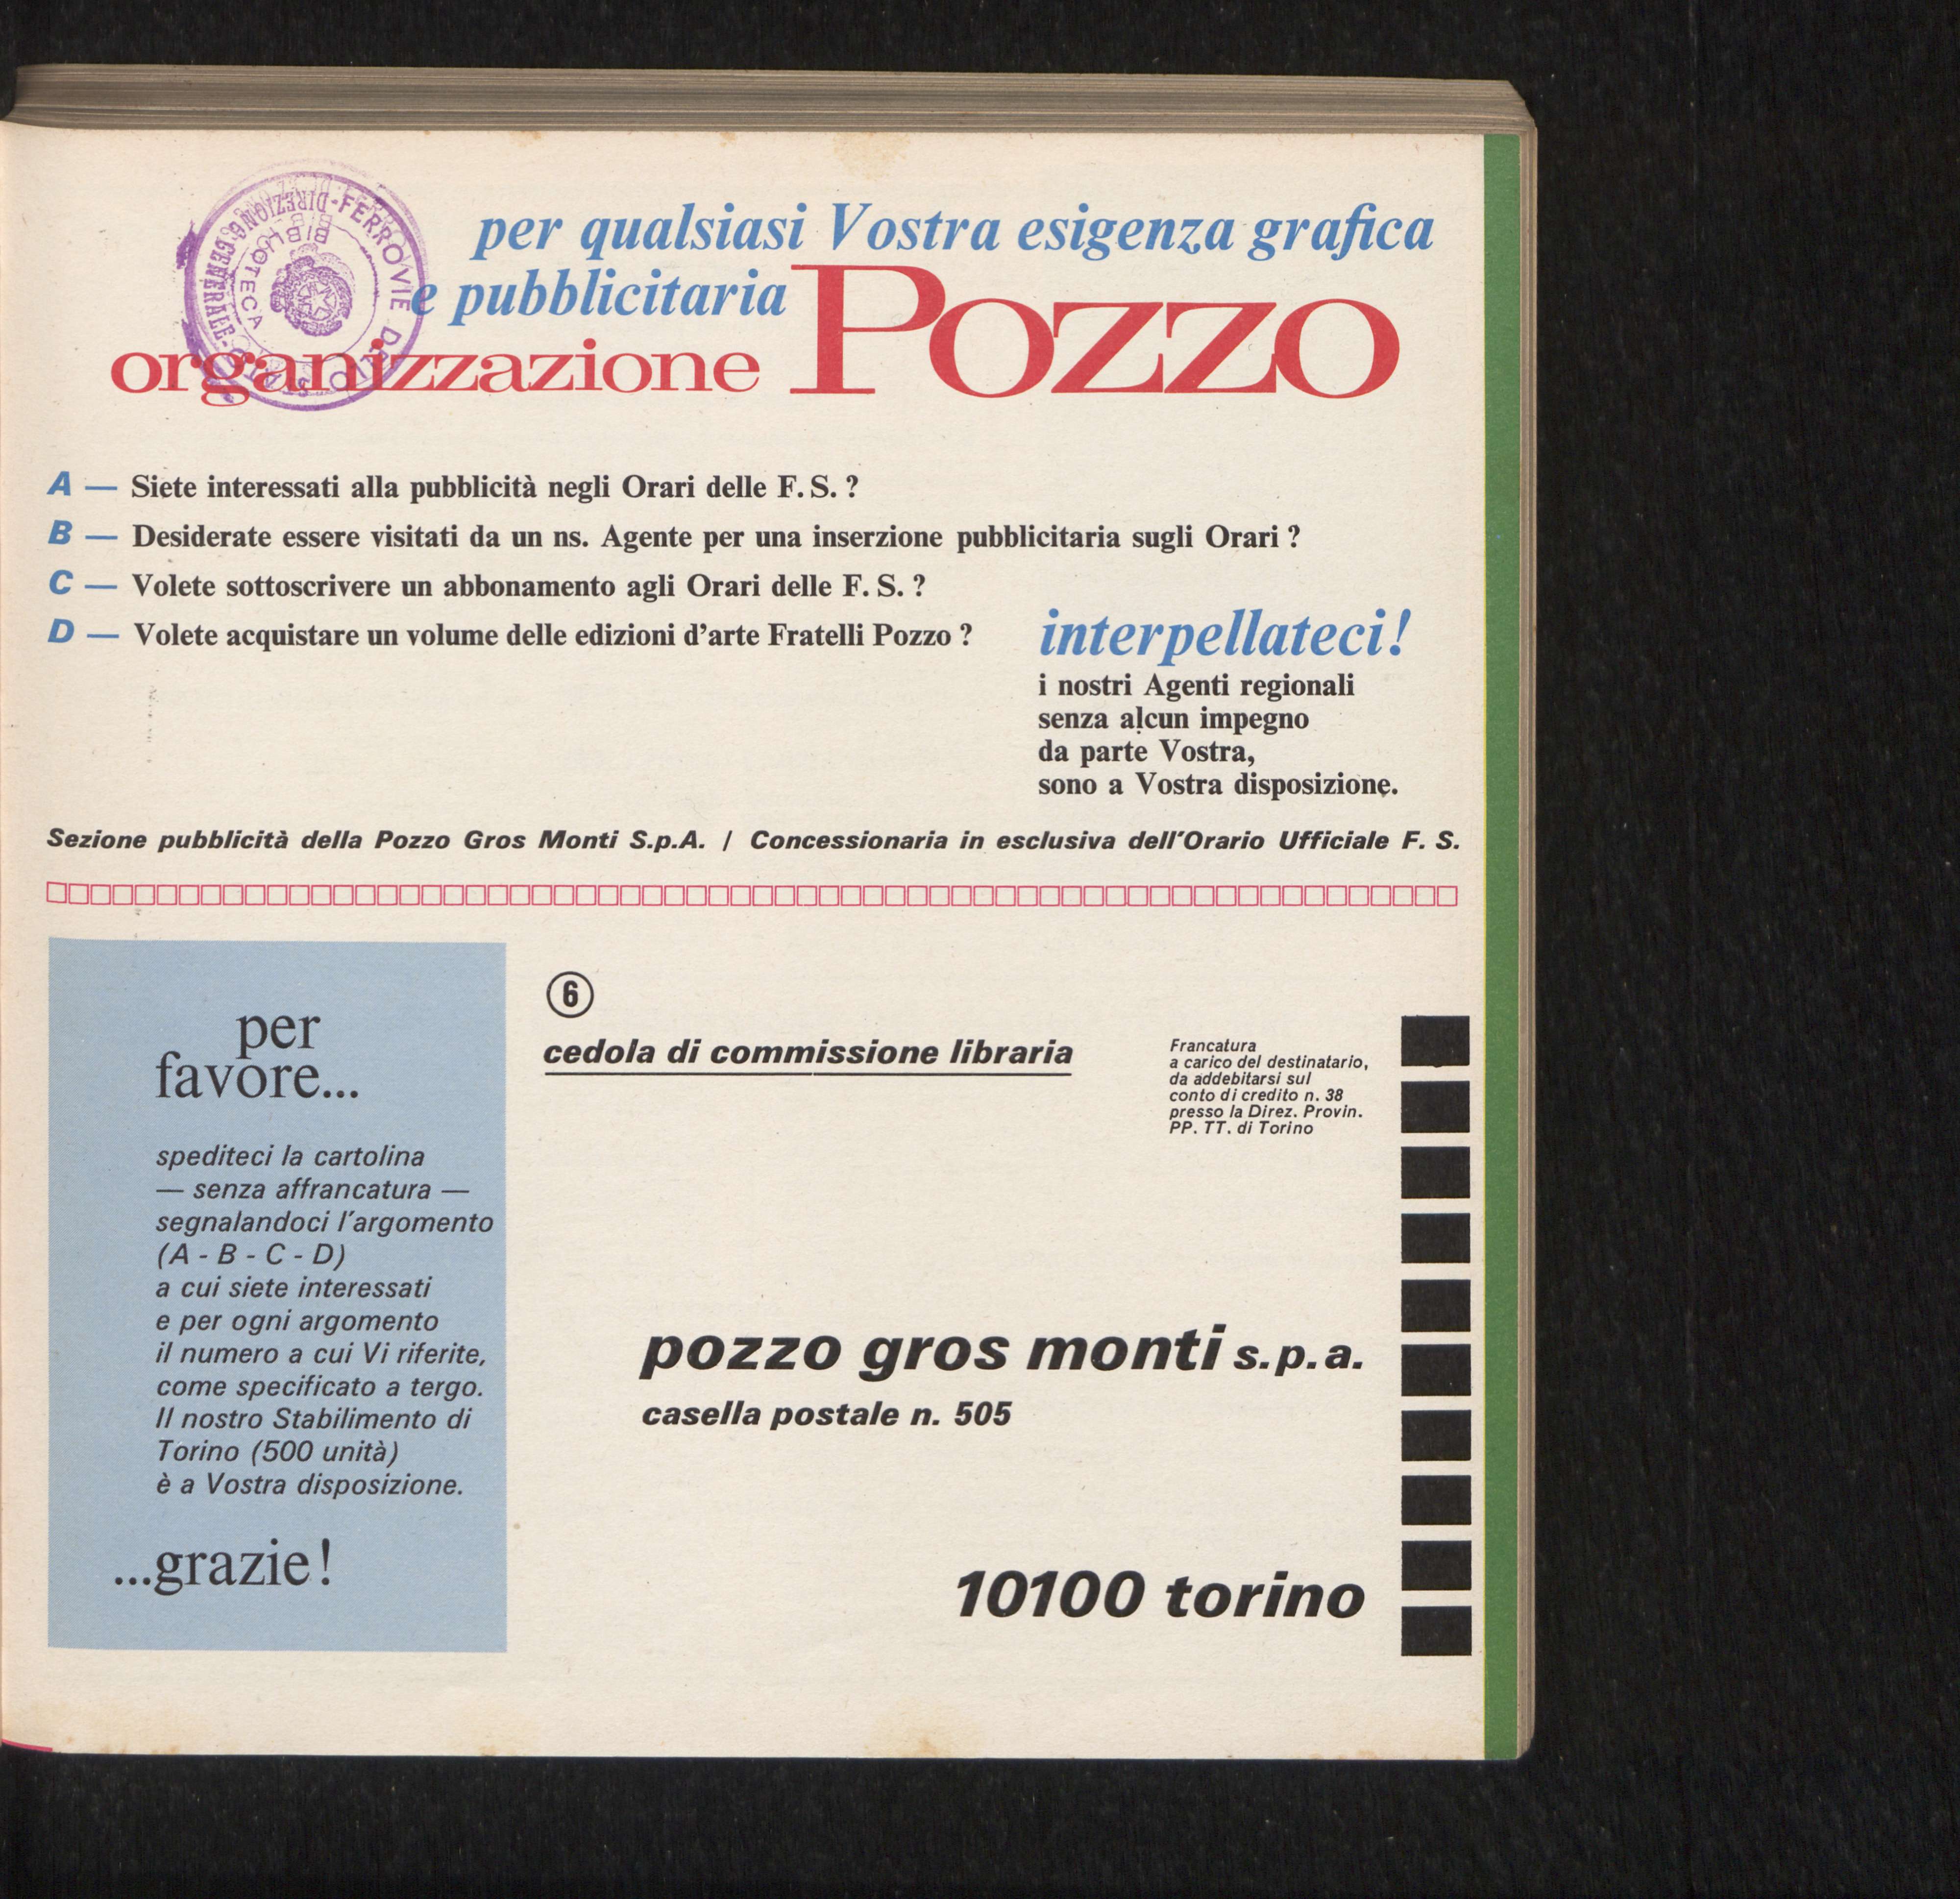 per qualsiasi Vostra esigenza grafica
e pubblicitaria
organizzazione Pozzo
FERROVIE DELLO STATO - DIREZIONE GENERALE -
BIBLIOTECA
A — Siete interessati alla pubblicità negli Orari delle F. S. ?
B — Desiderate essere visitati da un ns. Agente per una inserzione pubblicitaria sugli Orari ?
C — Volete sottoscrivere un abbonamento agli Orari delle F. S. ?
D — Volete acquistare un volume delle edizioni d'arte Fratelli Pozzo ?
interpellateci!
i nostri Agenti regionali
senza alcun impegno
da parte Vostra,
sono a Vostra disposizione.
Sezione pubblicità della Pozzo Gros Monti S.p.A. / Concessionaria in esclusiva dell'Orario Ufficiale F. S.
per
favore...
spediteci la cartolina
— senza affrancatura —
segnalandoci l'argomento
(A - B - C - D)
a cui siete interessati
e per ogni argomento
il numero a cui Vi riferite,
come specificato a tergo.
Il nostro Stabilimento di
Torino (500 unità)
è a Vostra disposizione.
...grazie!
6
cedola di commissione libraria
Francatura
a carico del destinatario,
da addebitarsi sul
conto di credito n. 38
presso la Direz. Provin.
PP. TT. di Torino
pozzo gros monti s.p.a.
casella postale n. 505
10100 torino